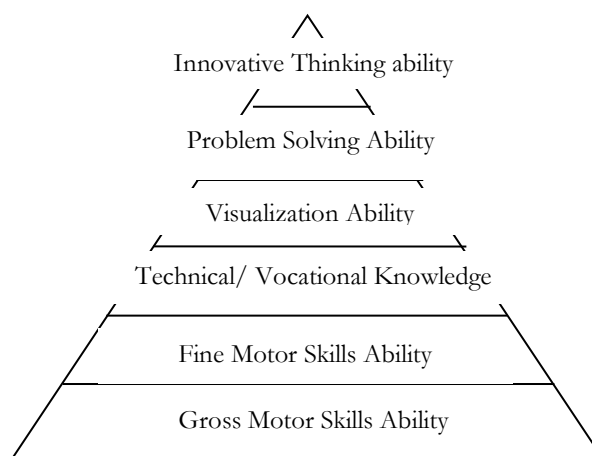 Innovative Thinking ability
Problem Solving Ability
Visualization Ability
Technical/ Vocational Knowledge
Fine Motor Skills Ability
Gross Motor Skills Ability